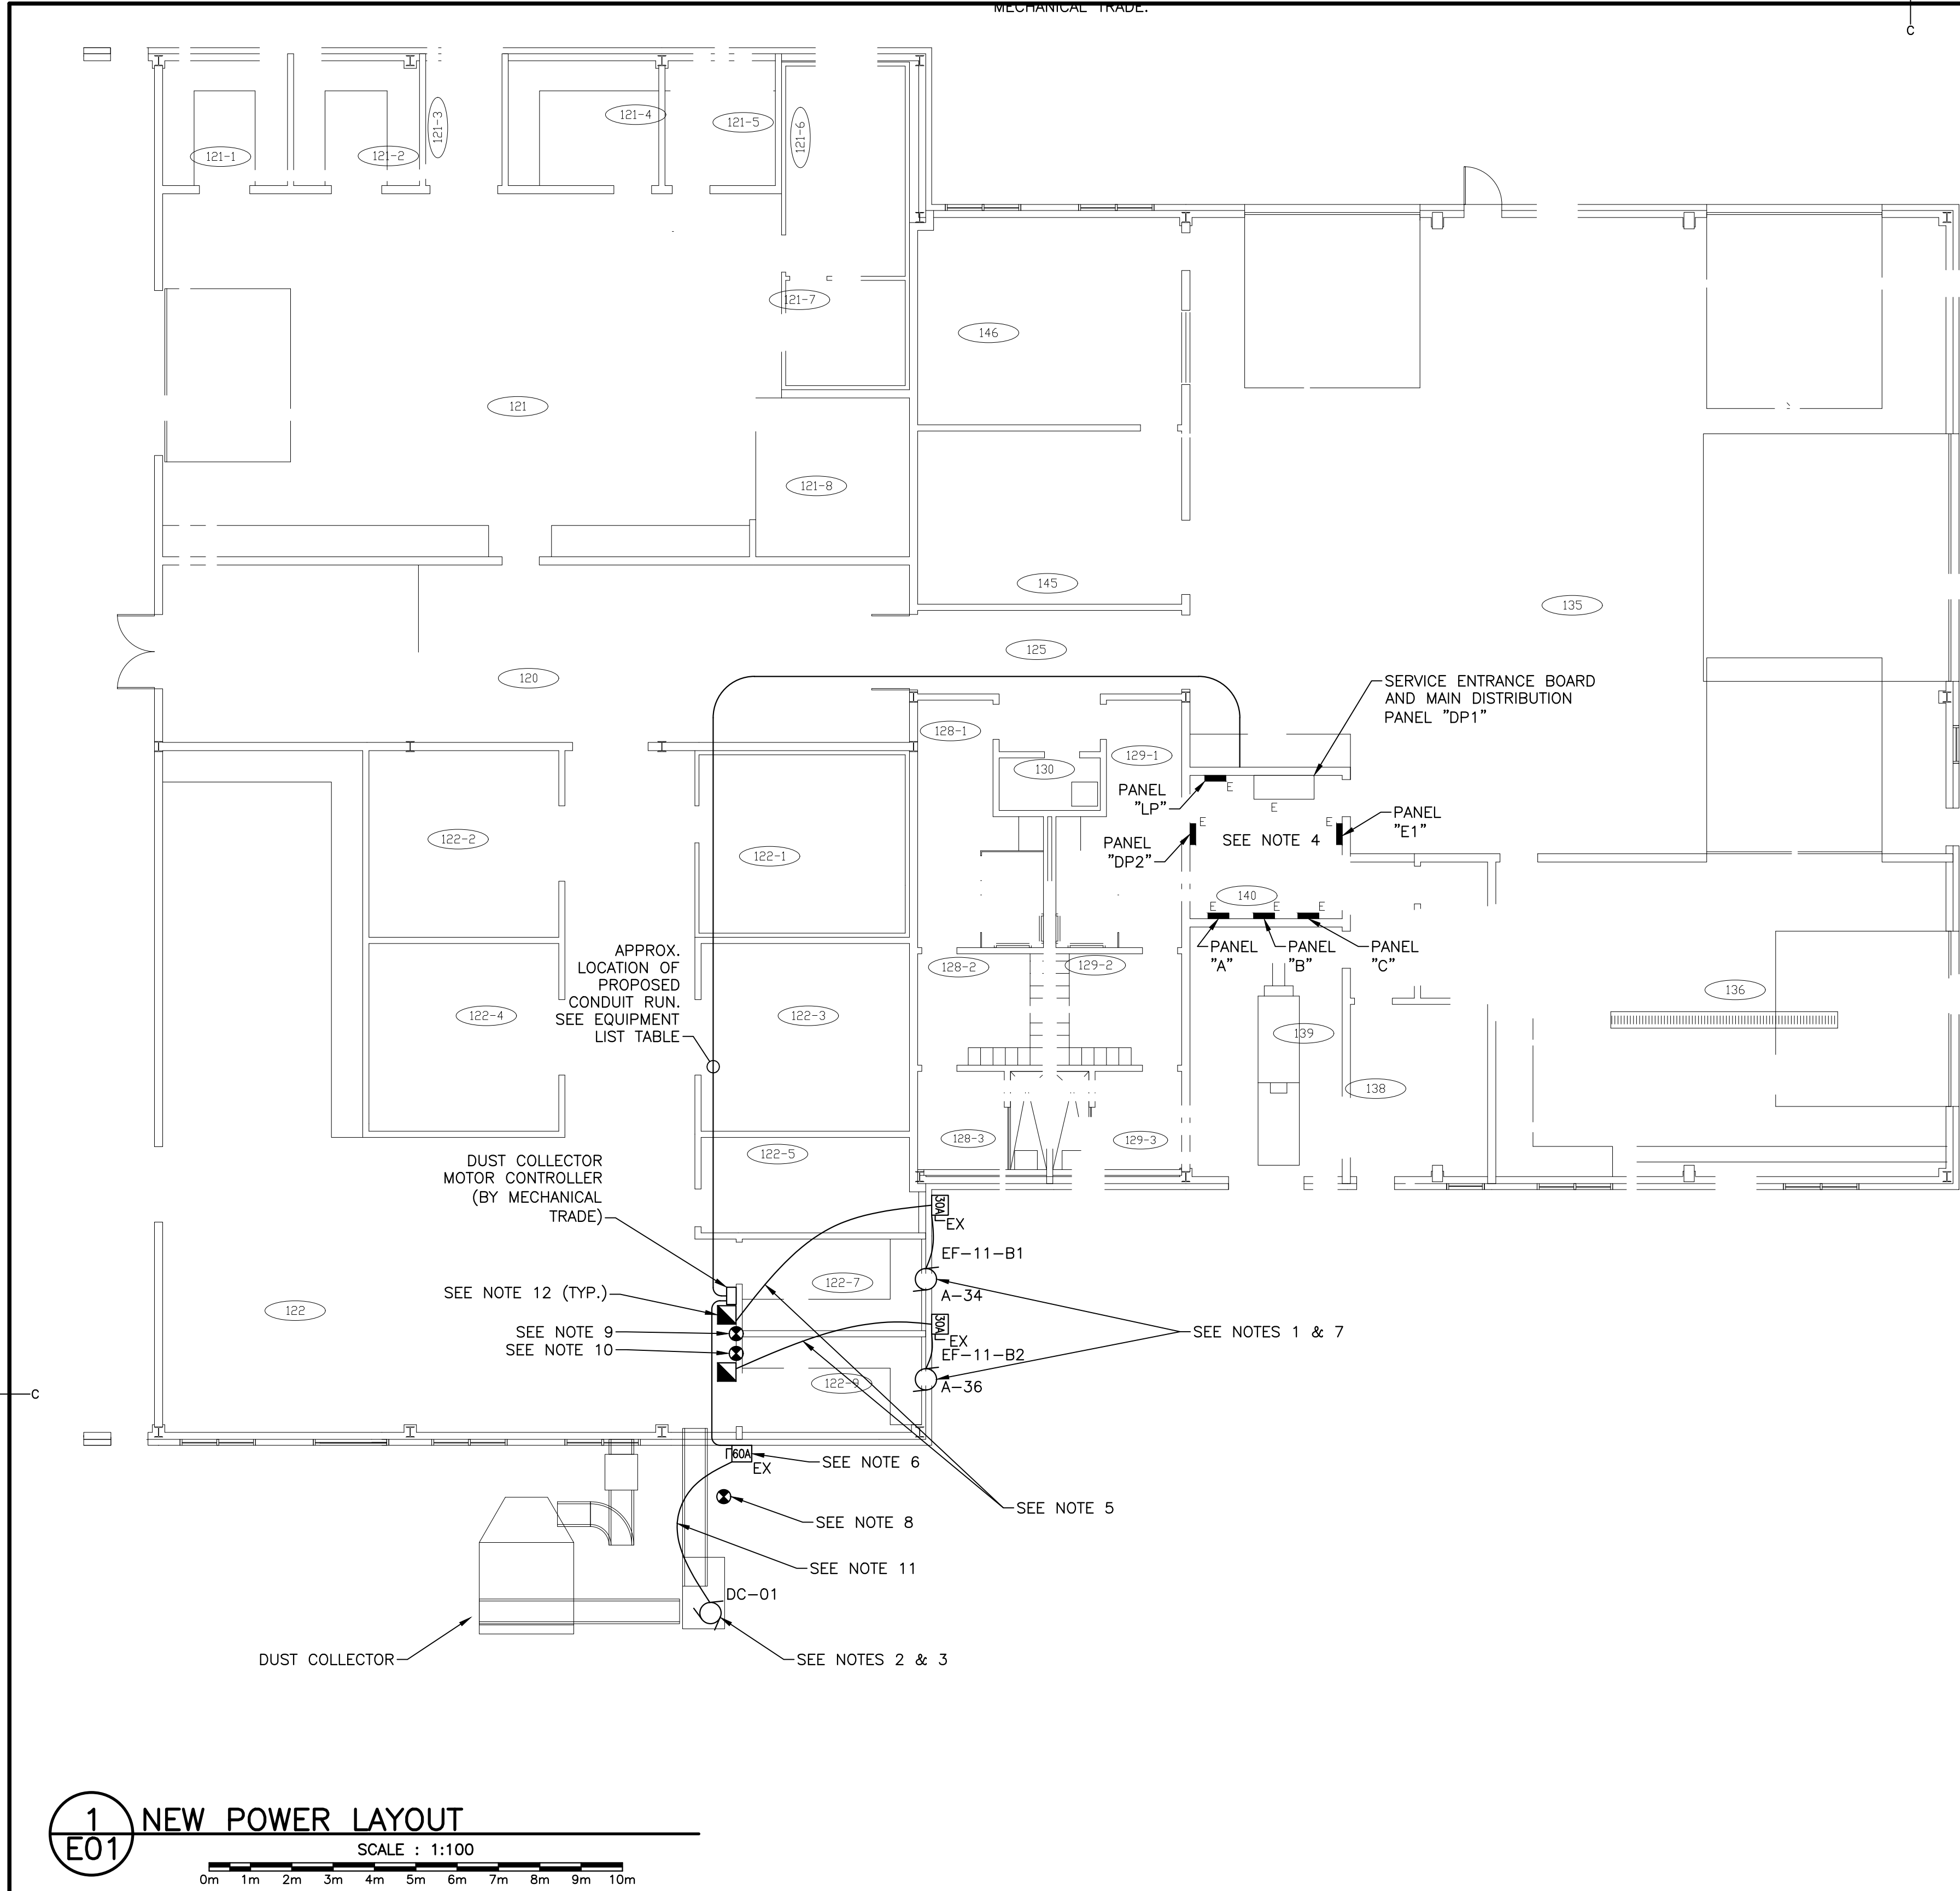 MECHANICAL TRADE.
C
121-1
121-2
121-3
121-4
121-5
121-6
121-7
146
121
121-8
145
135
125
120
SERVICE ENTRANCE BOARD
AND MAIN DISTRIBUTION
PANEL "DP1"
128-1
129-1
130
PANEL
"LP"
E
E
PANEL
"E1"
E
E
SEE NOTE 4
PANEL
"DP2"
122-2
122-1
140
E
E
E
PANEL
"A"
PANEL
"B"
PANEL
"C"
APPROX.
LOCATION OF
PROPOSED
CONDUIT RUN.
SEE EQUIPMENT
LIST TABLE
128-2
129-2
136
122-4
122-3
139
138
128-3
129-3
122-5
DUST COLLECTOR
MOTOR CONTROLLER
(BY MECHANICAL
TRADE)
30A
EX
EF-11-B1
122-7
A-34
SEE NOTE 12 (TYP.)
122
SEE NOTE 9
SEE NOTE 10
30A
EX
EF-11-B2
SEE NOTES 1 & 7
122-9
A-36
C
60A
EX
SEE NOTE 6
SEE NOTE 5
SEE NOTE 8
SEE NOTE 11
DC-01
DUST COLLECTOR
SEE NOTES 2 & 3
1
E01
NEW POWER LAYOUT
SCALE : 1:100
0m 1m 2m 3m 4m 5m 6m 7m 8m 9m 10m